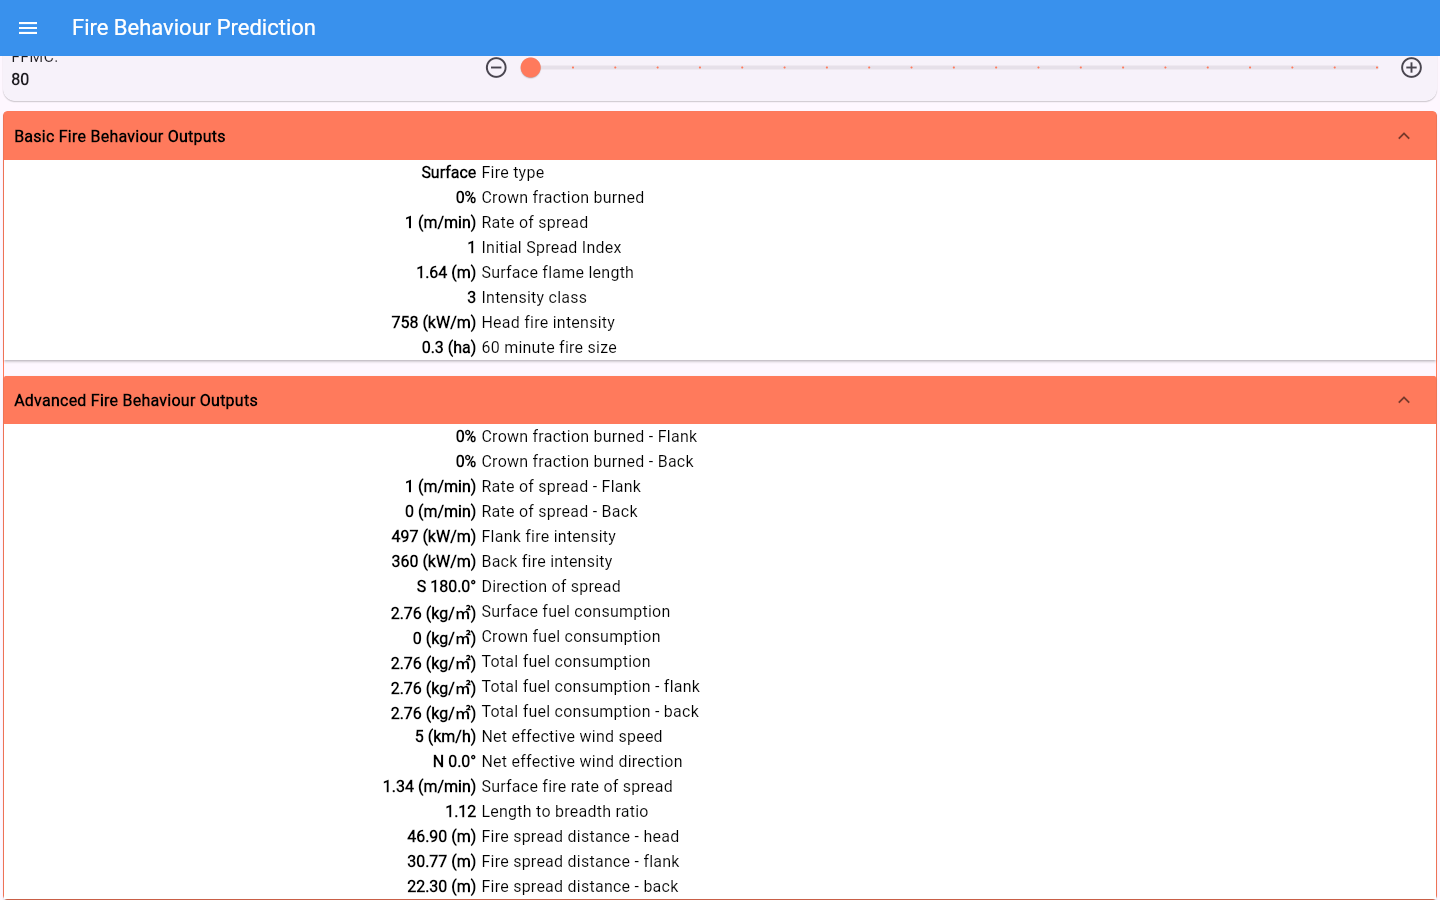 Fire Behaviour Prediction
FFMC:
80
Basic Fire Behaviour Outputs
Surface Fire type
0% Crown fraction burned
1 (m/min) Rate of spread
1 Initial Spread Index
1.64 (m) Surface flame length
3 Intensity class
758 (kW/m) Head fire intensity
0.3 (ha) 60 minute fire size
Advanced Fire Behaviour Outputs
0% Crown fraction burned - Flank
0% Crown fraction burned - Back
1 (m/min) Rate of spread - Flank
0 (m/min) Rate of spread - Back
497 (kW/m) Flank fire intensity
360 (kW/m) Back fire intensity
S 180.0° Direction of spread
2.76 (kg/㎡) Surface fuel consumption
0 (kg/㎡) Crown fuel consumption
2.76 (kg/㎡) Total fuel consumption
2.76 (kg/㎡) Total fuel consumption - flank
2.76 (kg/㎡) Total fuel consumption - back
5 (km/h) Net effective wind speed
N 0.0° Net effective wind direction
1.34 (m/min) Surface fire rate of spread
1.12 Length to breadth ratio
46.90 (m) Fire spread distance - head
30.77 (m) Fire spread distance - flank
22.30 (m) Fire spread distance - back